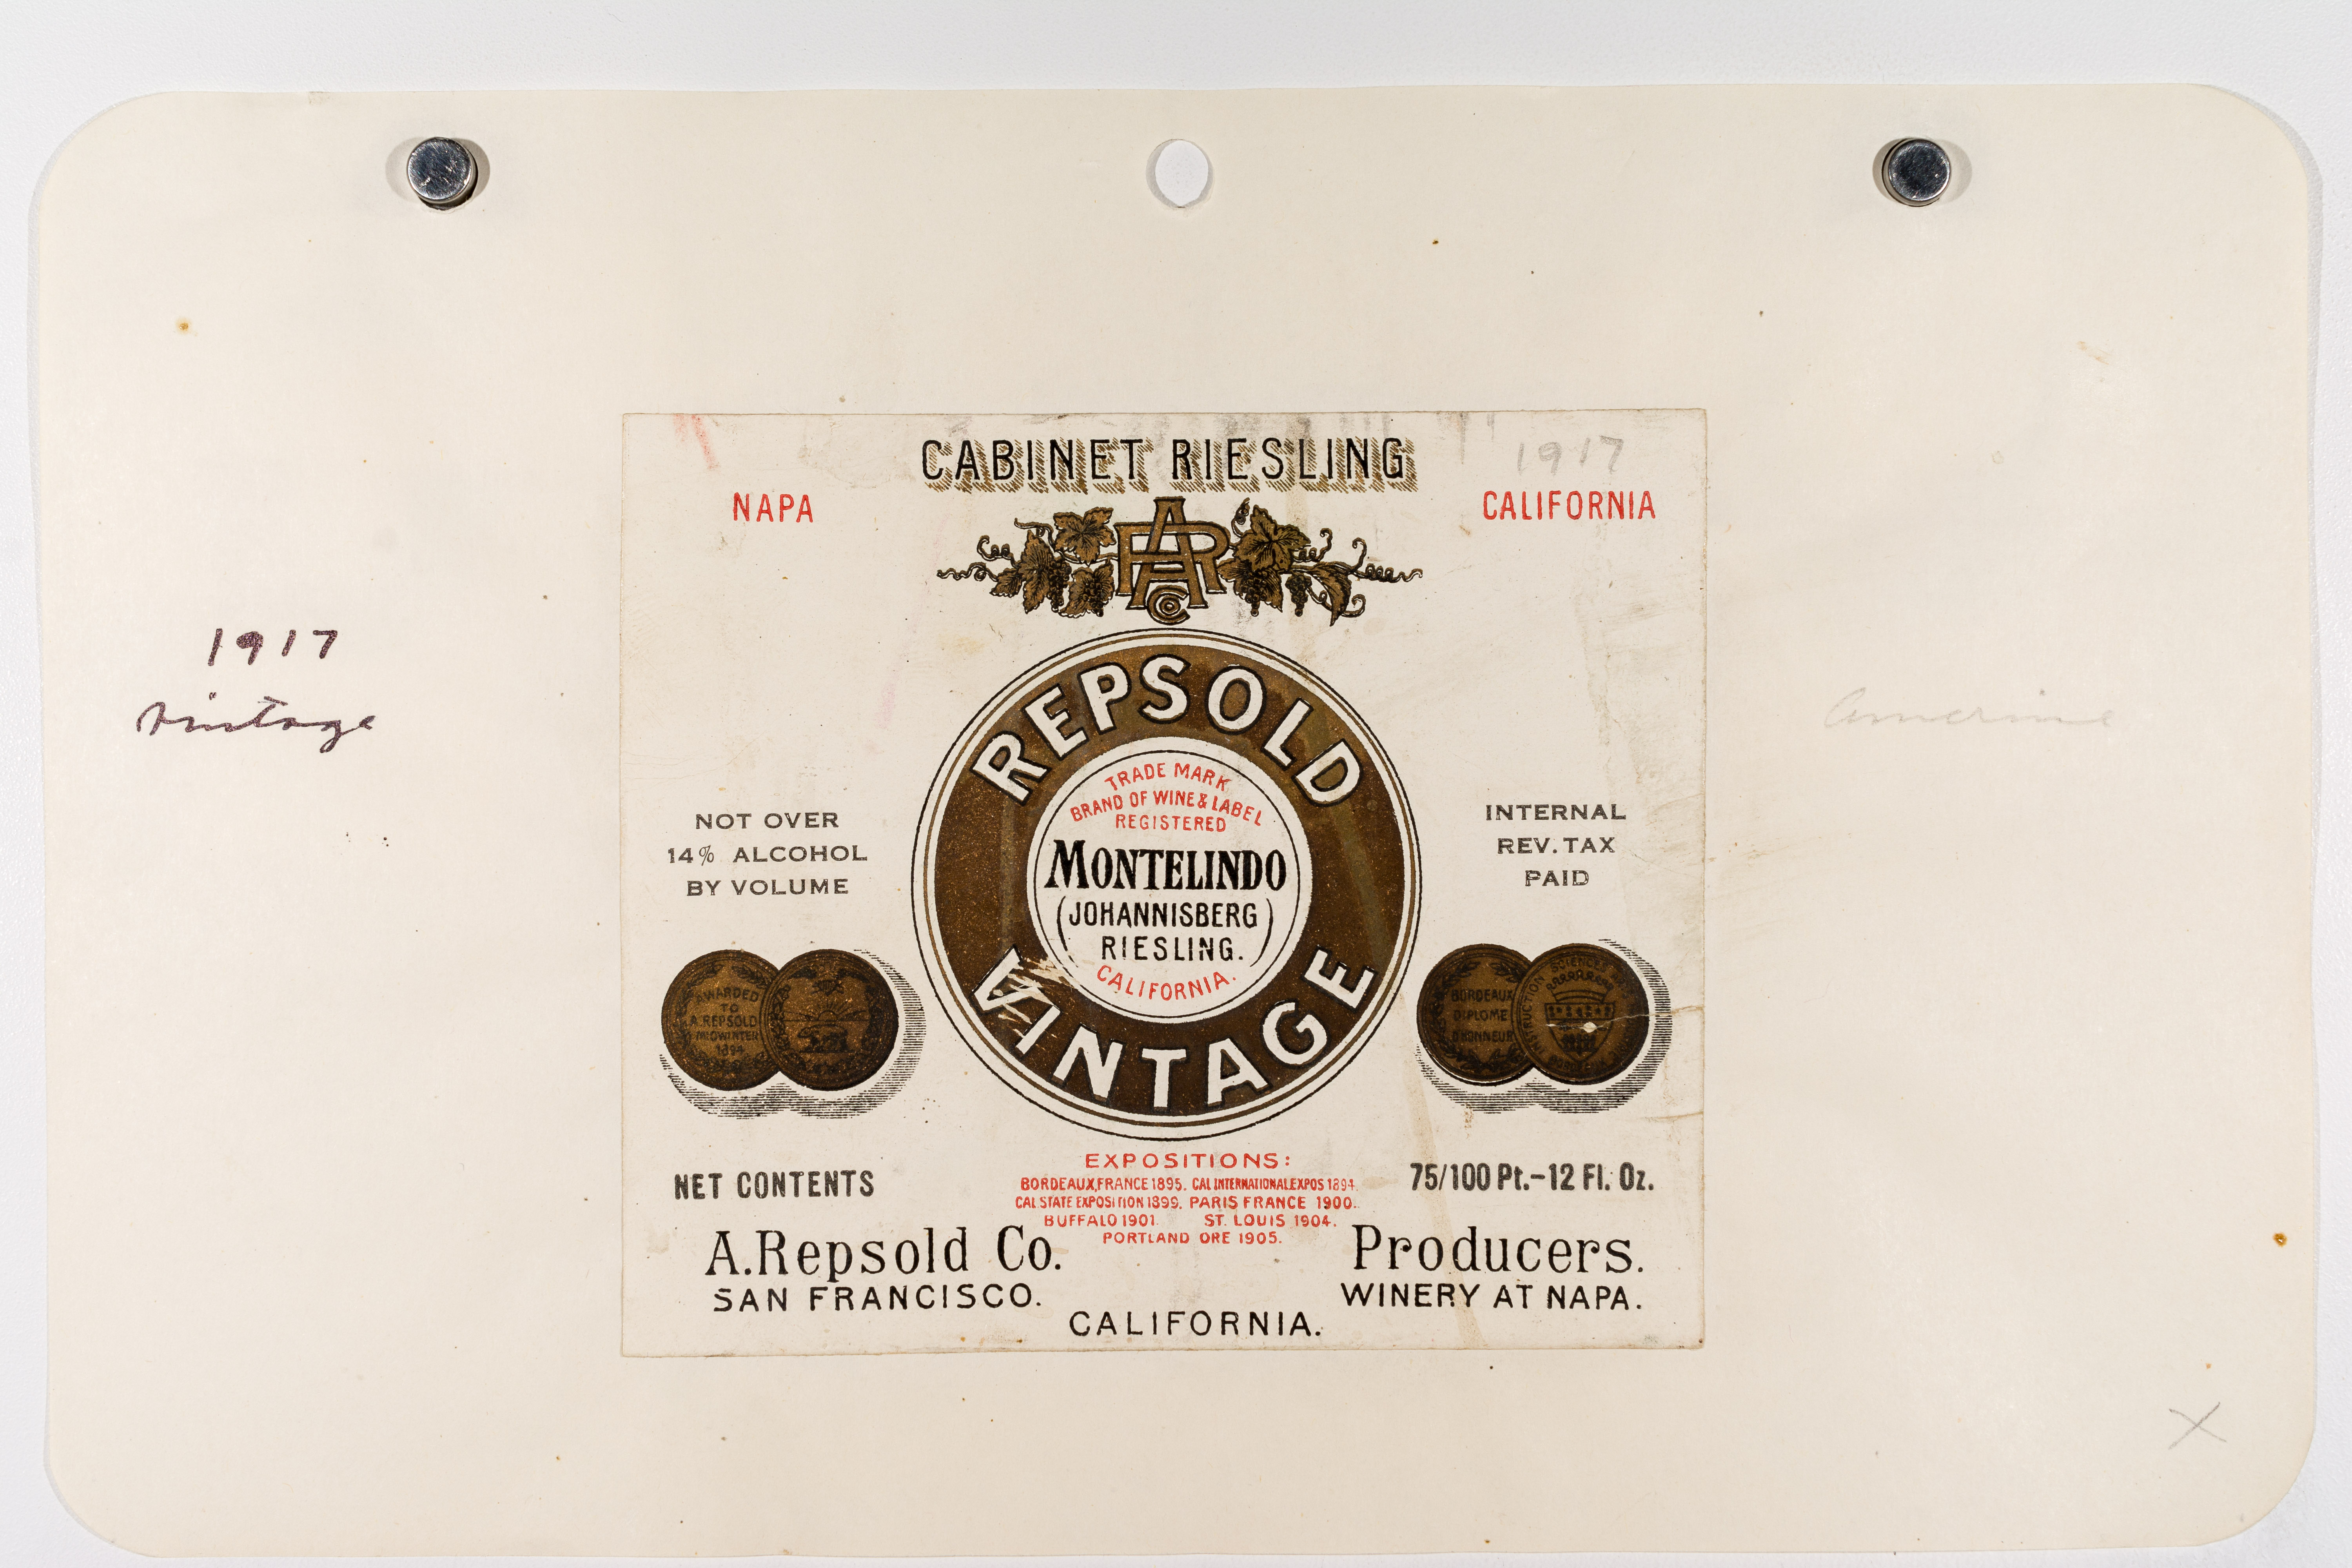 CABINET RIESLING
1917
NAPA
CALIFORNIA
ARA Co
1917
vintage
Amerine
REPSOLD
TRADE MARK
BRAND OF WINE & LABEL
REGISTERED
MONTELINDO
(JOHANNISBERG
RIESLING.)
CALIFORNIA.
VINTAGE
NOT OVER
14% ALCOHOL
BY VOLUME
INTERNAL
REV. TAX
PAID
AWARDED
TO
A. REPSOLD
MIDWINTER
1894
BORDEAUX
DIPLOME
D'HONNEUR
EXPOSITIONS:
BORDEAUX, FRANCE 1895. CAL INTERNATIONAL EXPOS 1894.
CAL. STATE EXPOSITION 1899. PARIS FRANCE 1900.
BUFFALO 1901. ST. LOUIS 1904.
PORTLAND ORE 1905.
NET CONTENTS
75/100 Pt.-12 Fl. Oz.
A. Repsold Co.
Producers.
SAN FRANCISCO.
WINERY AT NAPA.
CALIFORNIA.
X